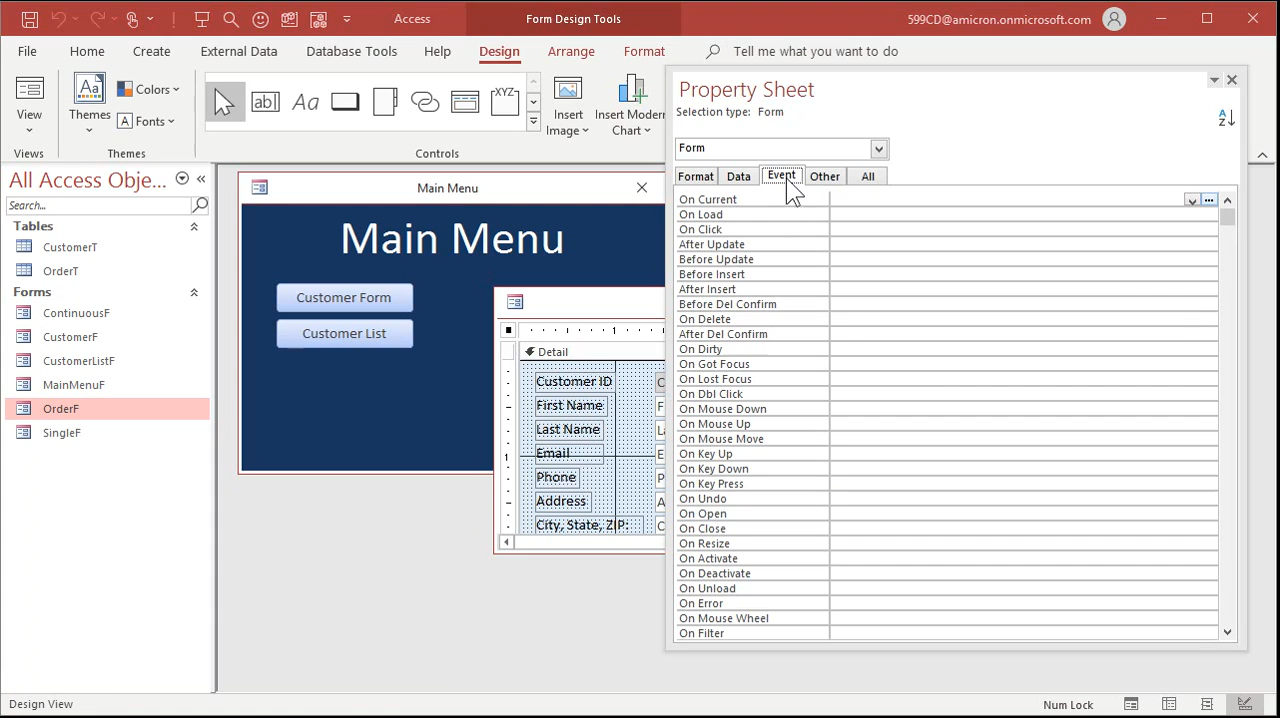 Access
Form Design Tools
599CD@amicron.onmicrosoft.com
File
Home
Create
External Data
Database Tools
Help
Design
Arrange
Format
Tell me what you want to do
View
Views
Aa
Themes
Colors
A Fonts
Themes
ab
Aa
XYZ
Controls
Insert
Image
Insert Modern
Chart
Property Sheet
Selection type: Form
A
Z
Form
Format
Data
Event
Other
All
On Current
On Load
On Click
After Update
Before Update
Before Insert
After Insert
Before Del Confirm
On Delete
After Del Confirm
On Dirty
On Got Focus
On Lost Focus
On Dbl Click
On Mouse Down
On Mouse Up
On Mouse Move
On Key Up
On Key Down
On Key Press
On Undo
On Open
On Close
On Resize
On Activate
On Deactivate
On Unload
On Error
On Mouse Wheel
On Filter
All Access Obje...
Search...
Tables
CustomerT
OrderT
Forms
ContinuousF
CustomerF
CustomerListF
MainMenuF
OrderF
SingleF
Main Menu
Main Menu
Customer Form
Customer List
1
Detail
1
Customer ID
First Name
Last Name
Email
Phone
Address
City, State, ZIP:
C
F
La
E
P
A
C
Design View
Num Lock